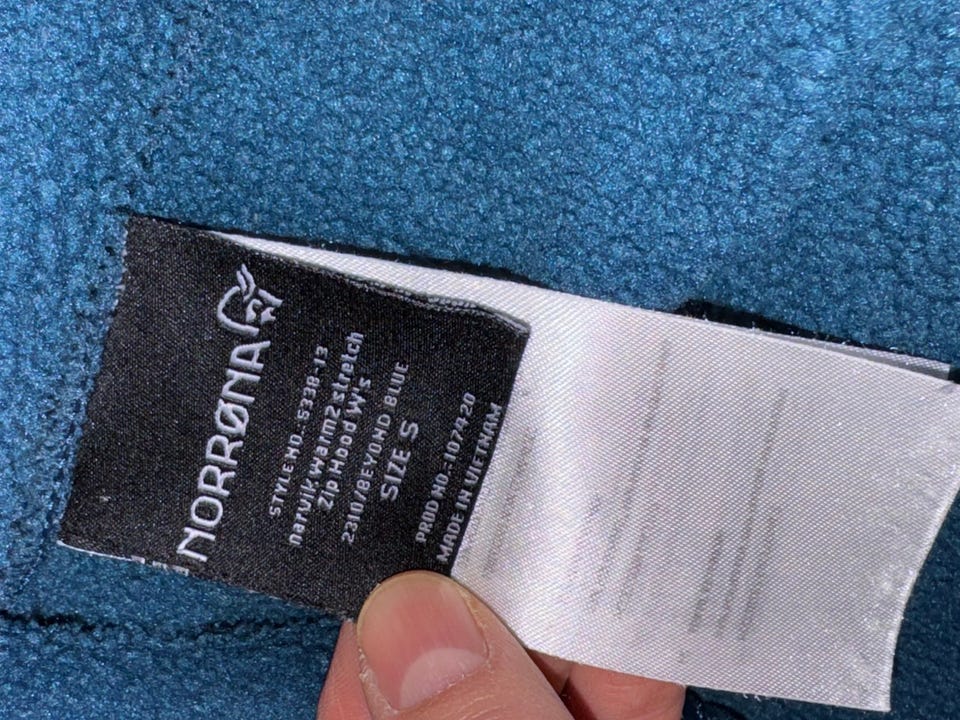 NORRØNA
STYLE NO.: 5338-13
narvik warm2 stretch
Zip Hood W's
2310/BEYOND BLUE
SIZE S
PROD NO.: 107420
MADE IN VIETNAM